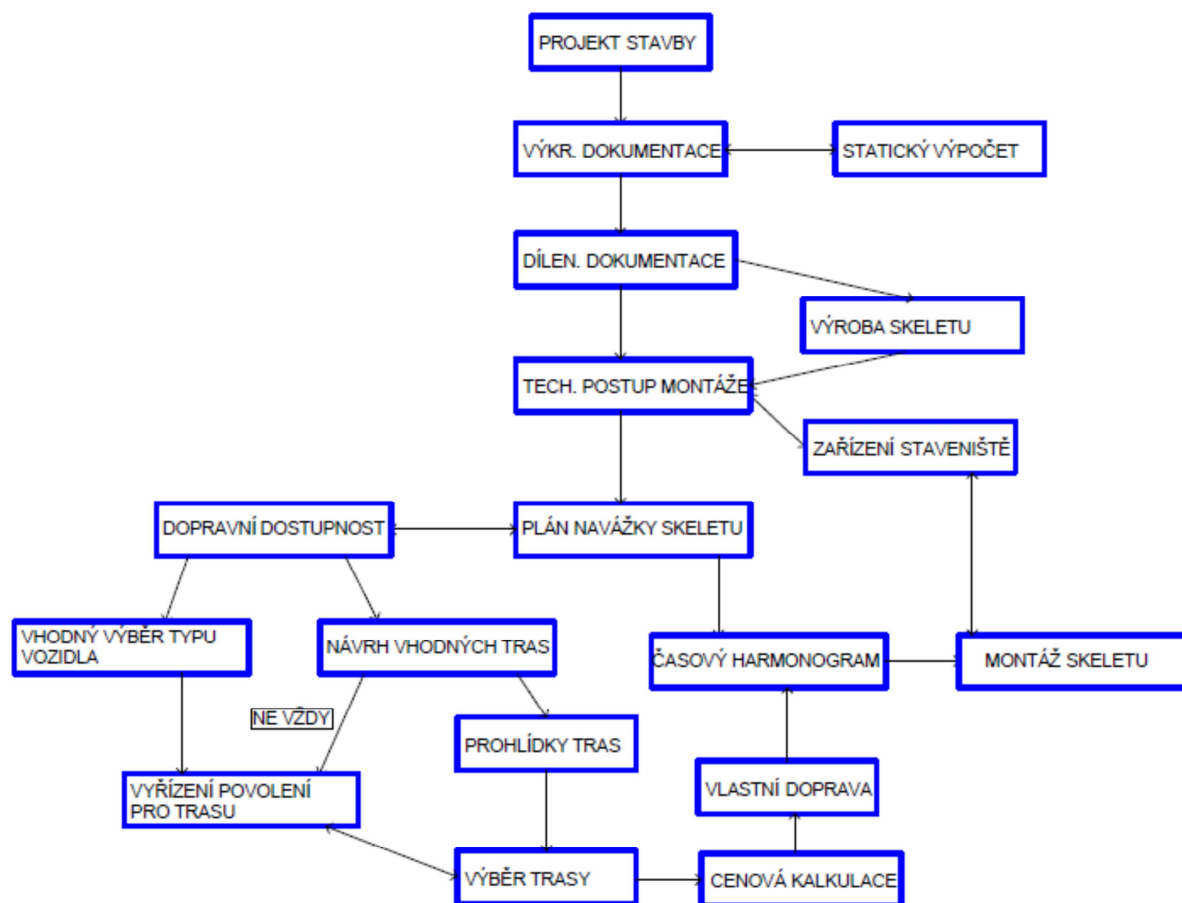 PROJEKT STAVBY
VÝKR. DOKUMENTACE
STATICKÝ VÝPOČET
DÍLEN. DOKUMENTACE
VÝROBA SKELETU
TECH. POSTUP MONTÁŽE
ZAŘÍZENÍ STAVENIŠTĚ
DOPRAVNÍ DOSTUPNOST
PLÁN NAVÁŽKY SKELETU
VHODNÝ VÝBĚR TYPU
VOZIDLA
NÁVRH VHODNÝCH TRAS
ČASOVÝ HARMONOGRAM
MONTÁŽ SKELETU
NE VŽDY
PROHLÍDKY TRAS
VYŘÍZENÍ POVOLENÍ
PRO TRASU
VLASTNÍ DOPRAVA
VÝBĚR TRASY
CENOVÁ KALKULACE